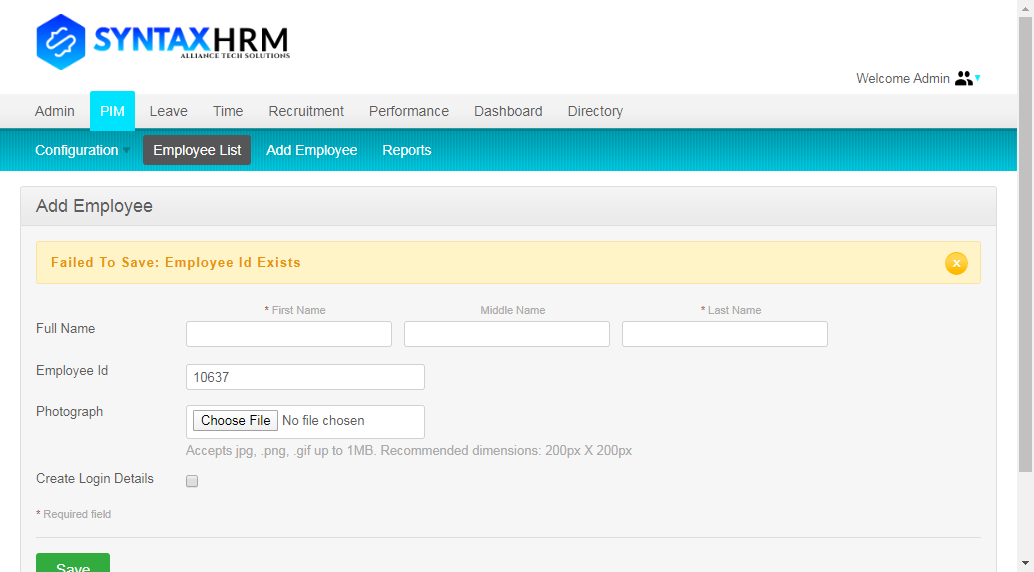 SYNTAXHRM
ALLIANCE TECH SOLUTIONS
Welcome Admin
Admin PIM Leave Time Recruitment Performance Dashboard Directory
Configuration Employee List Add Employee Reports
Add Employee
Failed To Save: Employee Id Exists
x
* First Name Middle Name * Last Name
Full Name
Employee Id 10637
Photograph Choose File No file chosen
Accepts jpg, .png, .gif up to 1MB. Recommended dimensions: 200px X 200px
Create Login Details
* Required field
Save